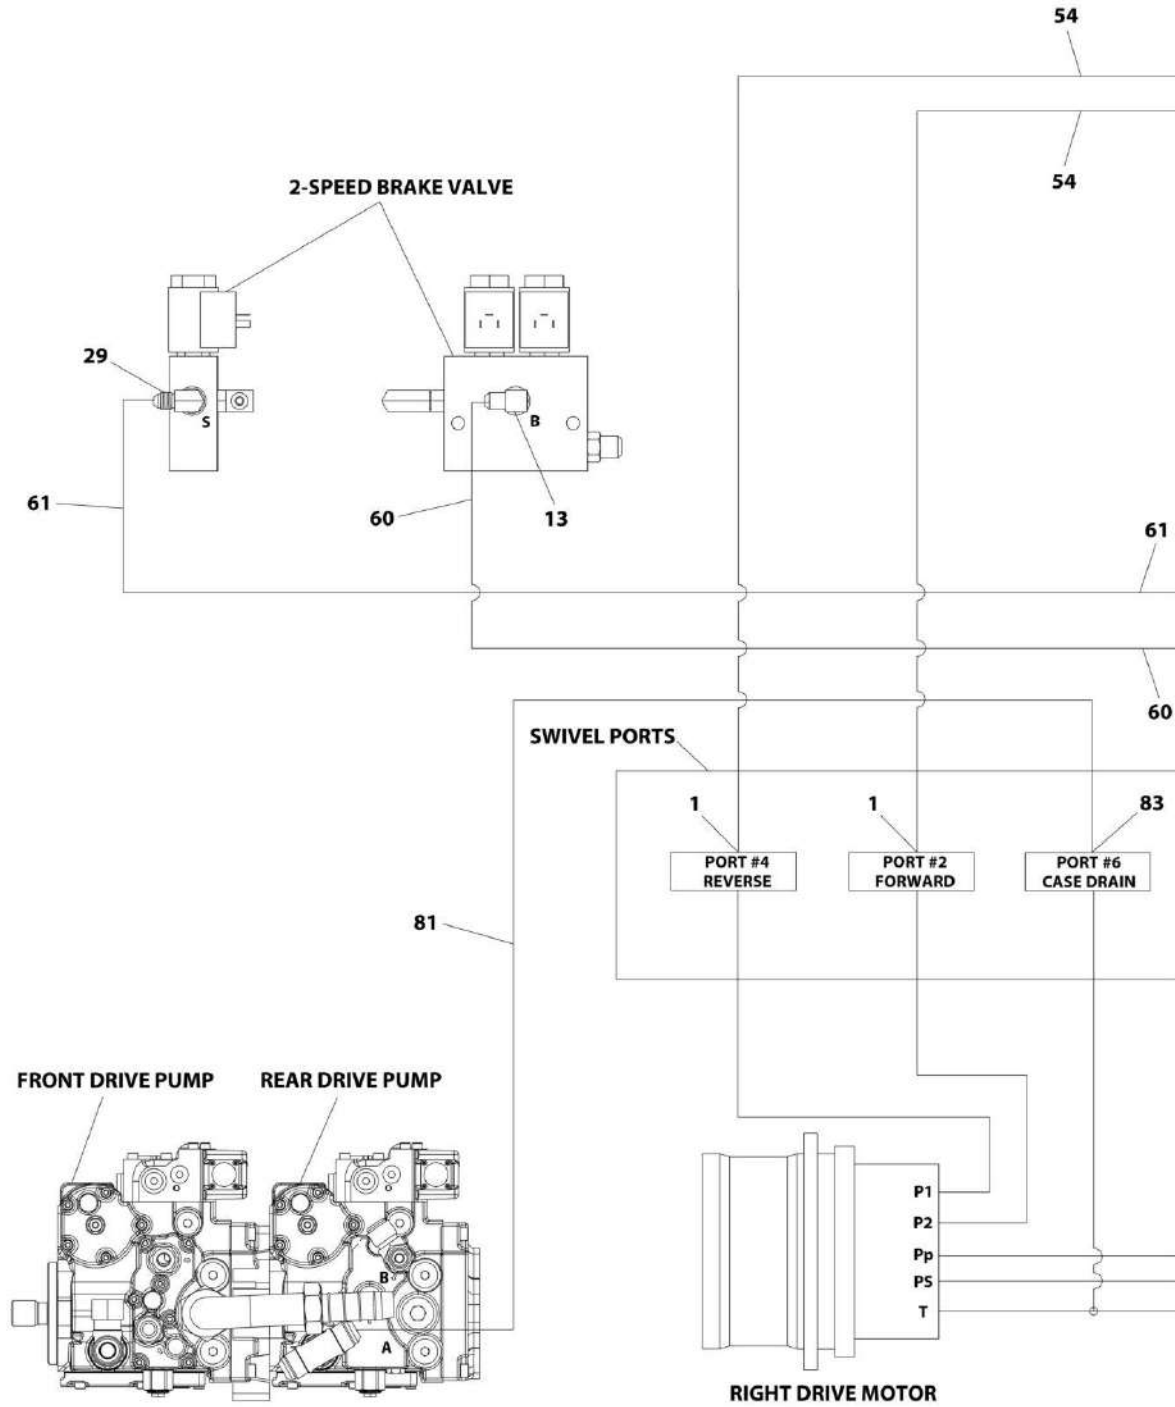 54
54
2-SPEED BRAKE VALVE
29
S
B
61
60
13
61
60
SWIVEL PORTS
1
1
83
PORT #4
REVERSE
PORT #2
FORWARD
PORT #6
CASE DRAIN
81
FRONT DRIVE PUMP
REAR DRIVE PUMP
P1
P2
Pp
PS
T
B
A
RIGHT DRIVE MOTOR